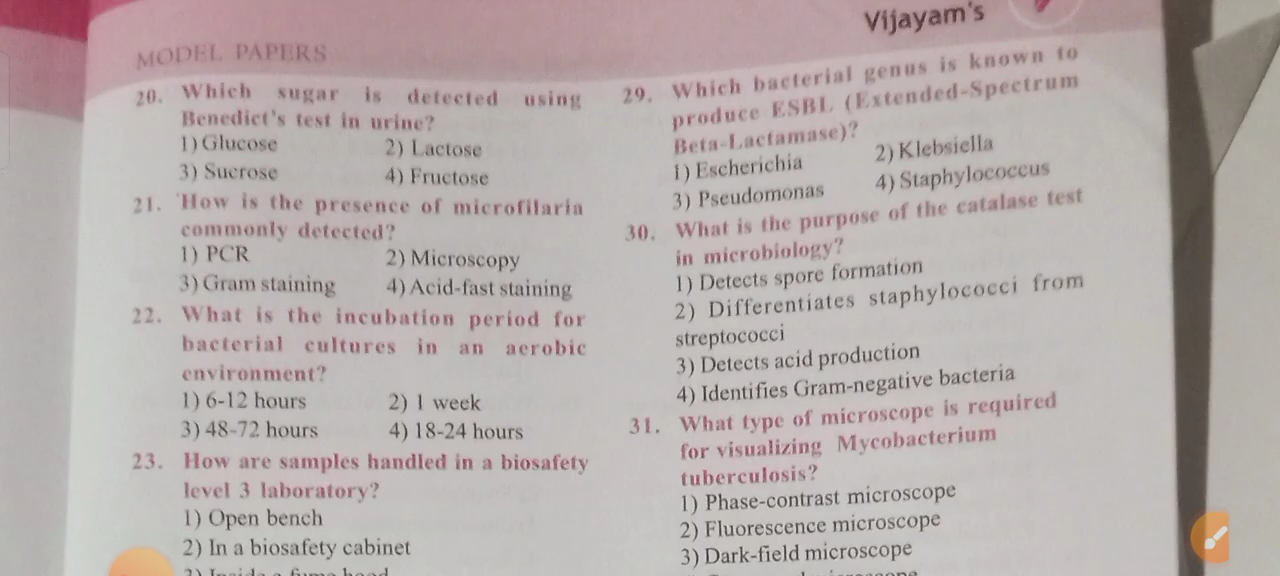 Vijayam's
MODEL PAPERS
20. Which sugar is detected using
Benedict's test in urine?
1) Glucose 2) Lactose
3) Sucrose 4) Fructose
21. How is the presence of microfilaria
commonly detected?
1) PCR 2) Microscopy
3) Gram staining 4) Acid-fast staining
22. What is the incubation period for
bacterial cultures in an aerobic
environment?
1) 6-12 hours 2) 1 week
3) 48-72 hours 4) 18-24 hours
23. How are samples handled in a biosafety
level 3 laboratory?
1) Open bench
2) In a biosafety cabinet
3) Inside a fume hood
29. Which bacterial genus is known to
produce ESBL (Extended-Spectrum
Beta-Lactamase)?
1) Escherichia 2) Klebsiella
3) Pseudomonas 4) Staphylococcus
30. What is the purpose of the catalase test
in microbiology?
1) Detects spore formation
2) Differentiates staphylococci from
streptococci
3) Detects acid production
4) Identifies Gram-negative bacteria
31. What type of microscope is required
for visualizing Mycobacterium
tuberculosis?
1) Phase-contrast microscope
2) Fluorescence microscope
3) Dark-field microscope